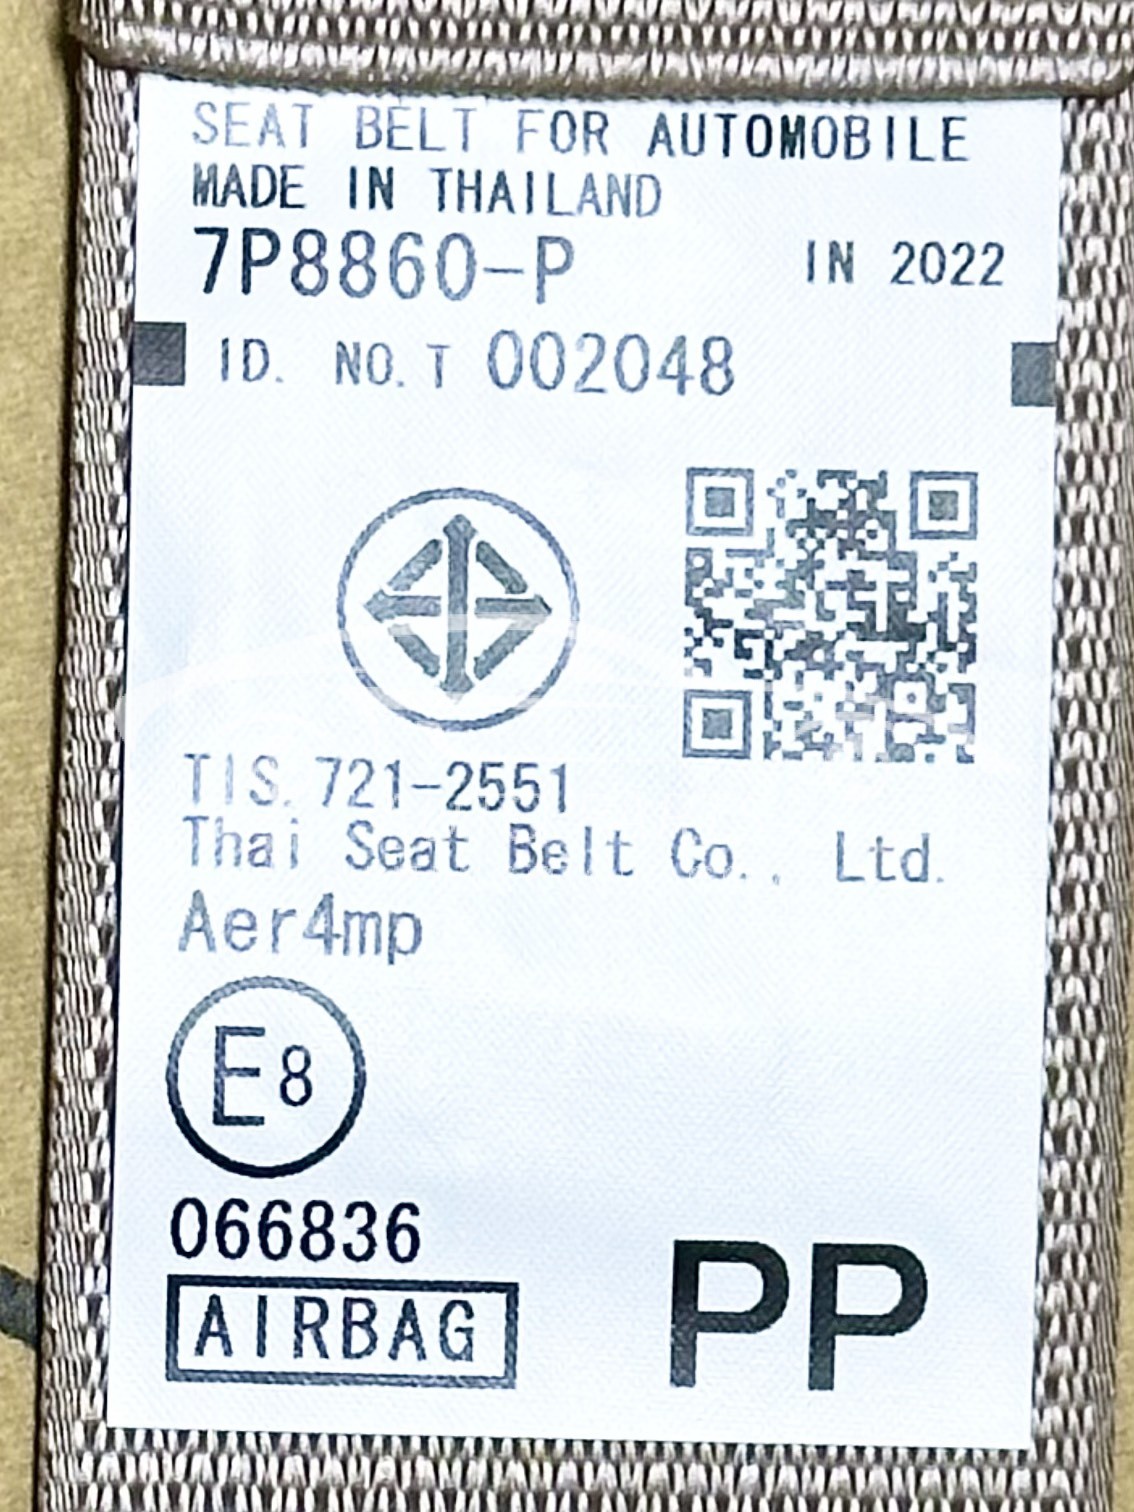 SEAT BELT FOR AUTOMOBILE
MADE IN THAILAND
7P8860-P IN 2022
ID. NO. T 002048
TIS. 721-2551
Thai Seat Belt Co., Ltd.
Aer4mp
E8
066836
AIRBAG PP